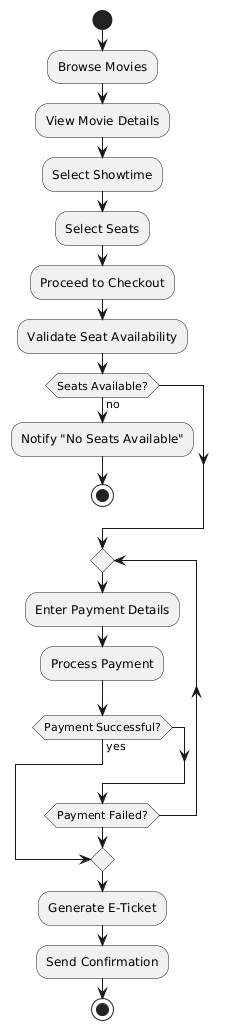 Browse Movies
View Movie Details
Select Showtime
Select Seats
Proceed to Checkout
Validate Seat Availability
Seats Available?
no
Notify "No Seats Available"
Enter Payment Details
Process Payment
Payment Successful?
yes
Payment Failed?
Generate E-Ticket
Send Confirmation